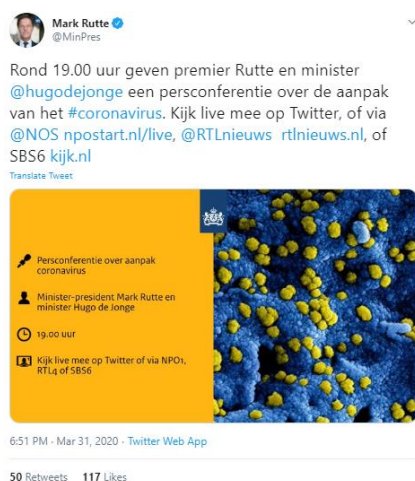 Mark Rutte
@MinPres
Rond 19.00 uur geven premier Rutte en minister
@hugodejonge een persconferentie over de aanpak
van het #coronavirus. Kijk live mee op Twitter, of via
@NOS npostart.nl/live, @RTLnieuws rtlnieuws.nl, of
SBS6 kijk.nl
Translate Tweet
Persconferentie over aanpak
coronavirus
Minister-president Mark Rutte en
minister Hugo de Jonge
19.00 uur
Kijk live mee op Twitter of via NPO1,
RTL4 of SBS6
6:51 PM · Mar 31, 2020 · Twitter Web App
50 Retweets 117 Likes